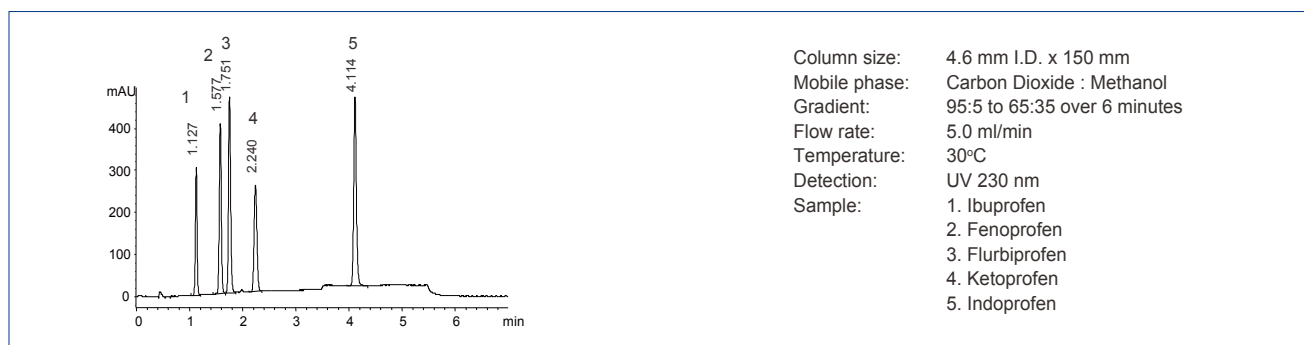 1
1.127
2
1.577
3
1.751
4
2.240
5
4.114
mAU
400
300
200
100
0
0 1 2 3 4 5 6 min
Column size: 4.6 mm I.D. x 150 mm
Mobile phase: Carbon Dioxide : Methanol
Gradient: 95:5 to 65:35 over 6 minutes
Flow rate: 5.0 ml/min
Temperature: 30°C
Detection: UV 230 nm
Sample: 1. Ibuprofen
2. Fenoprofen
3. Flurbiprofen
4. Ketoprofen
5. Indoprofen